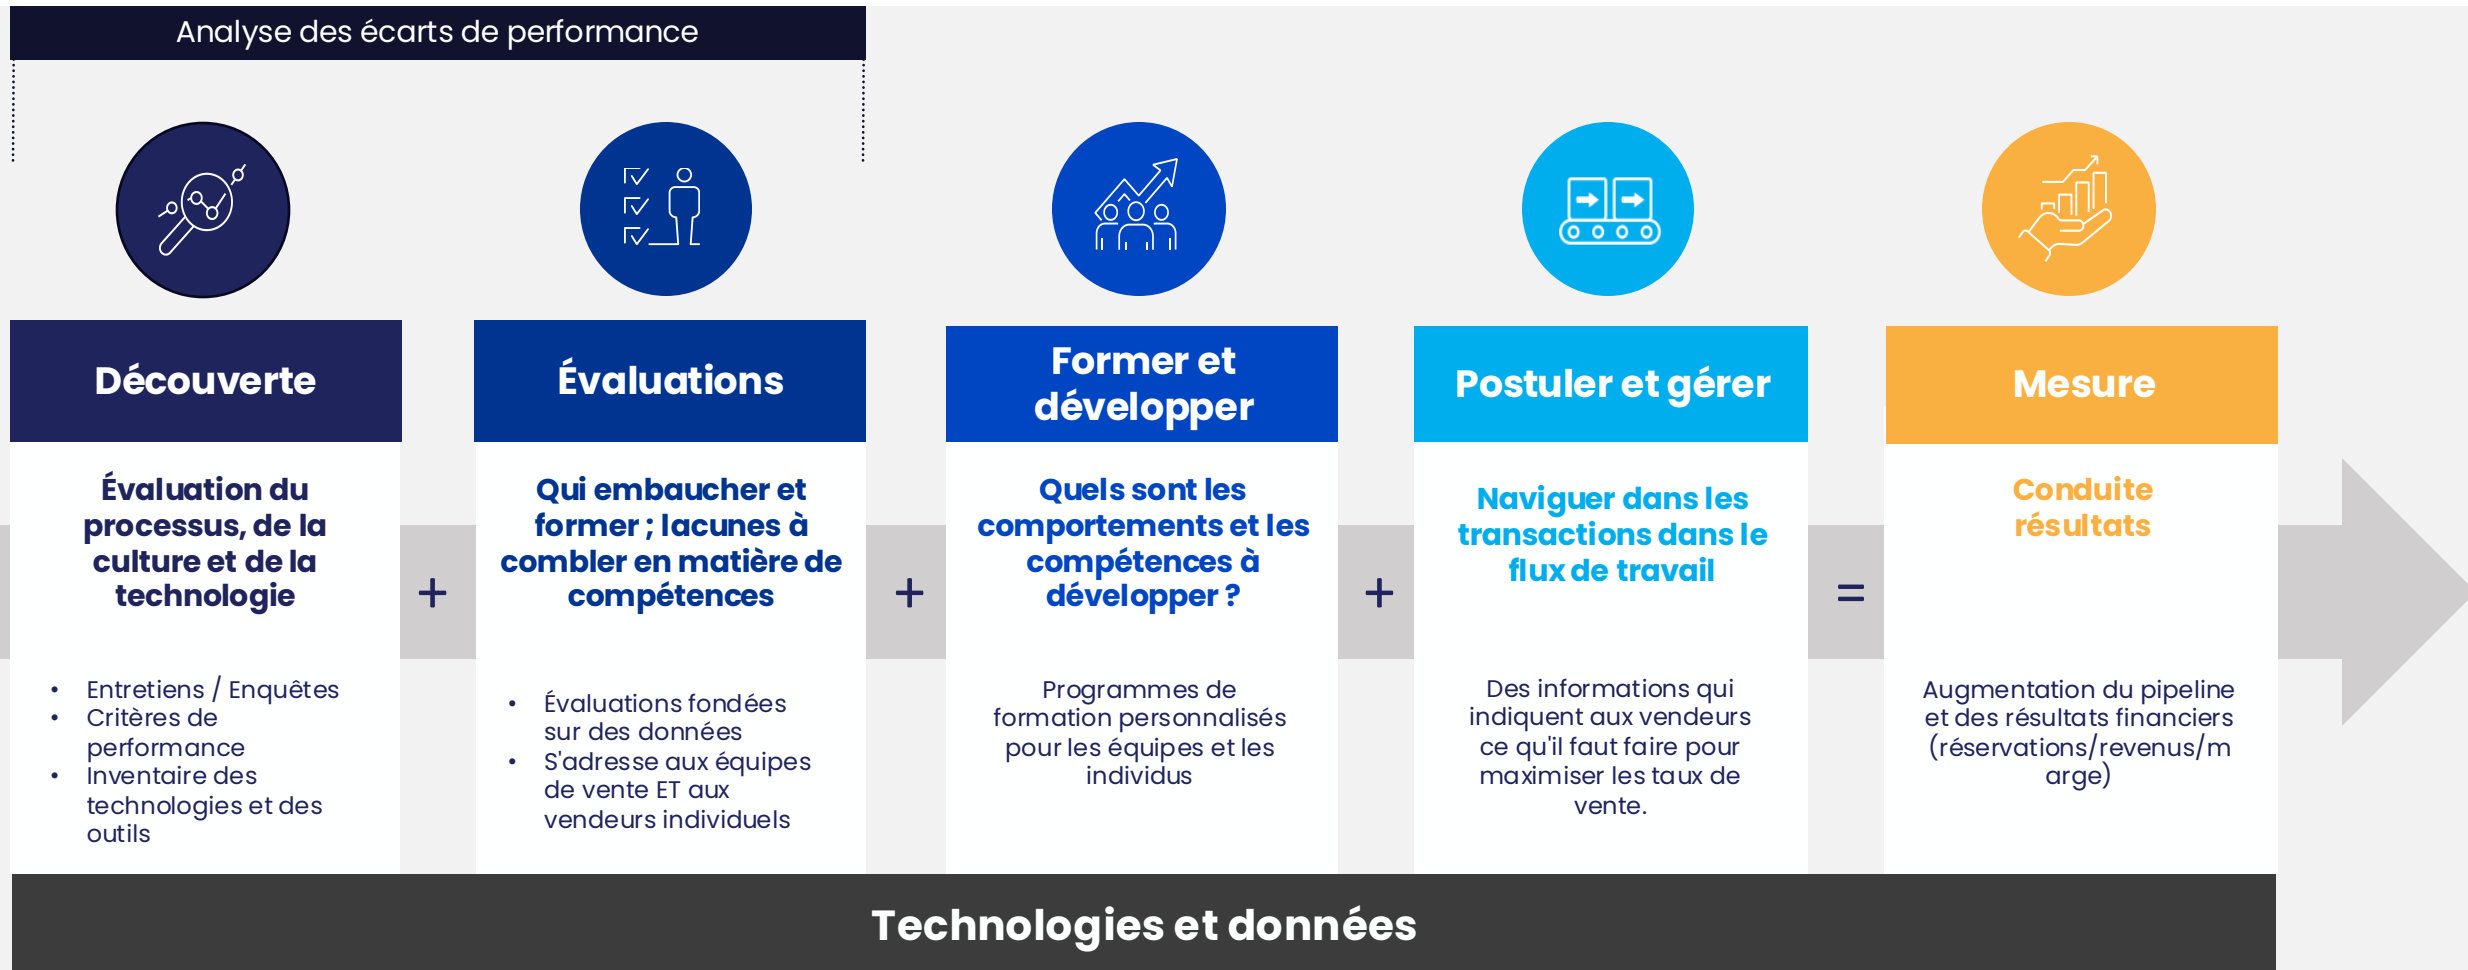 Analyse des écarts de performance
Découverte
Évaluation du
processus, de la
culture et de la
technologie
• Entretiens / Enquêtes
• Critères de
performance
• Inventaire des
technologies et des
outils
+
Évaluations
Qui embaucher et
former ; lacunes à
combler en matière de
compétences
• Évaluations fondées
sur des données
• S'adresse aux équipes
de vente ET aux
vendeurs individuels
+
Former et
développer
Quels sont les
comportements et les
compétences à
développer ?
Programmes de
formation personnalisés
pour les équipes et les
individus
+
Postuler et gérer
Naviguer dans les
transactions dans le
flux de travail
Des informations qui
indiquent aux vendeurs
ce qu'il faut faire pour
maximiser les taux de
vente.
=
Mesure
Conduite
résultats
Augmentation du pipeline
et des résultats financiers
(réservations/revenus/m
arge)
Technologies et données